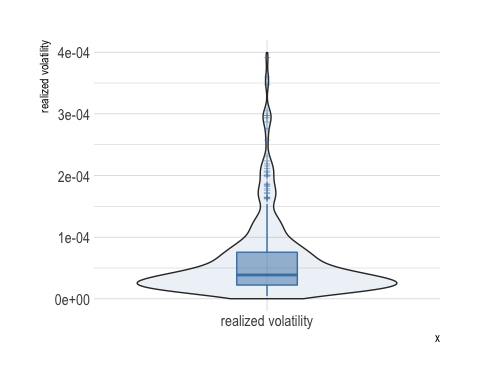 realized volatility
4e-04
3e-04
2e-04
1e-04
0e+00
realized volatility
x